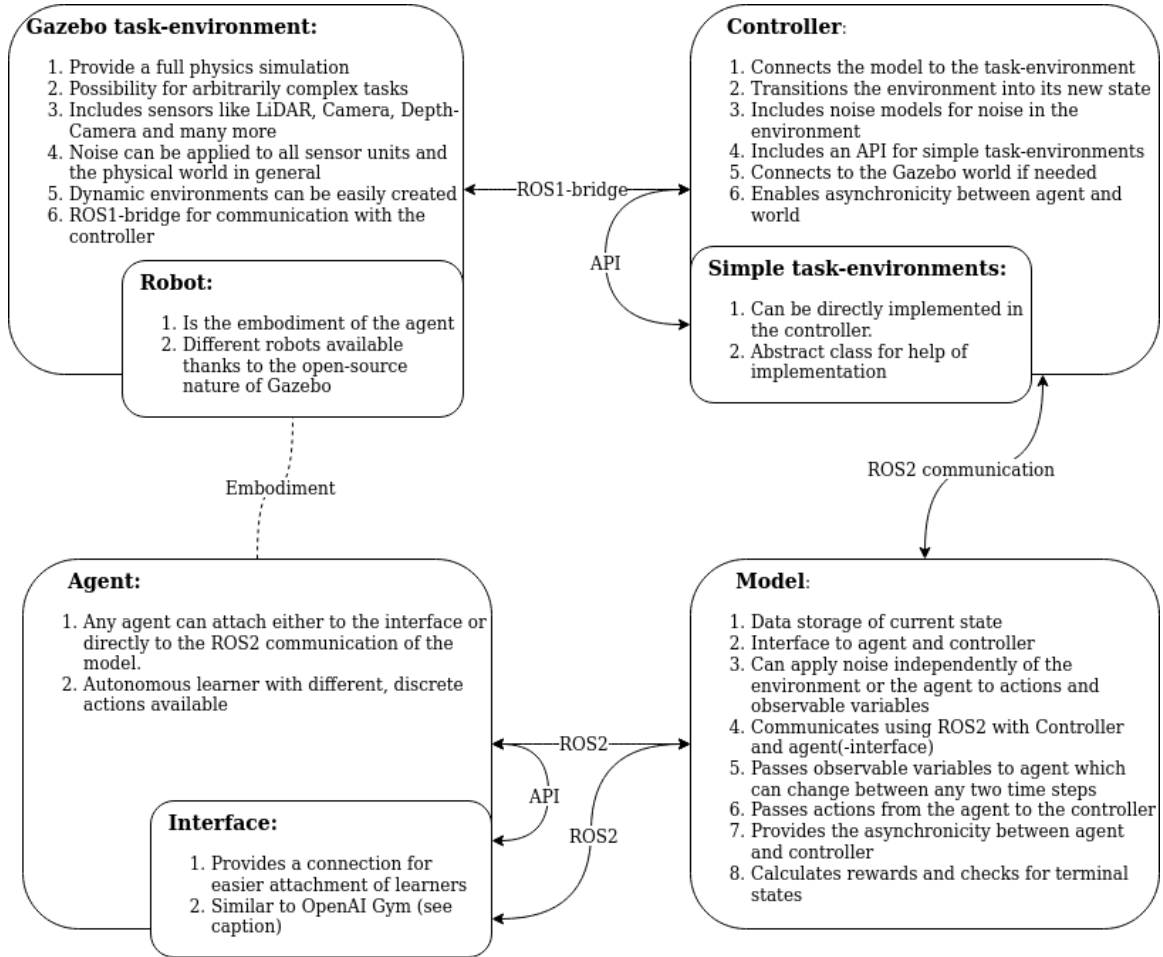 Gazebo task-environment:
1. Provide a full physics simulation
2. Possibility for arbitrarily complex tasks
3. Includes sensors like LiDAR, Camera, Depth-
Camera and many more
4. Noise can be applied to all sensor units and
the physical world in general
5. Dynamic environments can be easily created
6. ROS1-bridge for communication with the
controller
Robot:
1. Is the embodiment of the agent
2. Different robots available
thanks to the open-source
nature of Gazebo
ROS1-bridge
API
Controller:
1. Connects the model to the task-environment
2. Transitions the environment into its new state
3. Includes noise models for noise in the
environment
4. Includes an API for simple task-environments
5. Connects to the Gazebo world if needed
6. Enables asynchronicity between agent and
world
Simple task-environments:
1. Can be directly implemented in
the controller.
2. Abstract class for help of
implementation
Embodiment
ROS2 communication
Agent:
1. Any agent can attach either to the interface or
directly to the ROS2 communication of the
model.
2. Autonomous learner with different, discrete
actions available
Interface:
1. Provides a connection for
easier attachment of learners
2. Similar to OpenAI Gym (see
caption)
ROS2
API
ROS2
Model:
1. Data storage of current state
2. Interface to agent and controller
3. Can apply noise independently of the
environment or the agent to actions and
observable variables
4. Communicates using ROS2 with Controller
and agent(-interface)
5. Passes observable variables to agent which
can change between any two time steps
6. Passes actions from the agent to the controller
7. Provides the asynchronicity between agent
and controller
8. Calculates rewards and checks for terminal
states